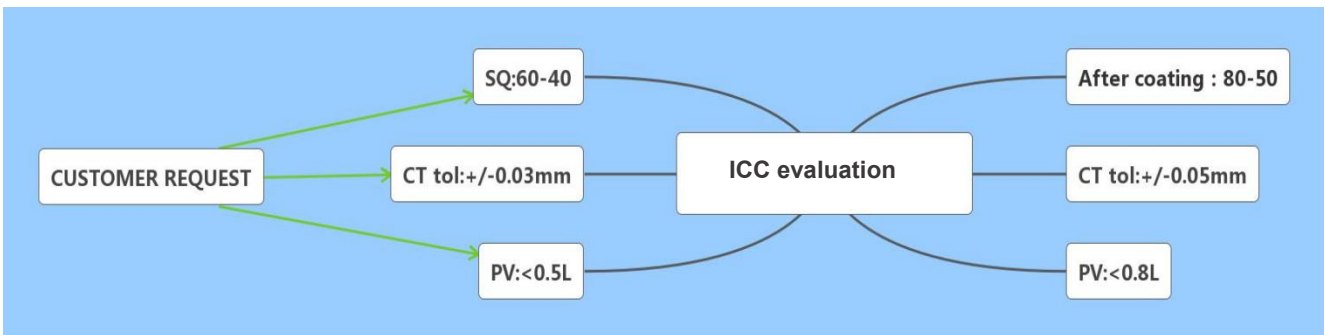 CUSTOMER REQUEST
SQ:60-40
CT tol:+/-0.03mm
PV:<0.5L
ICC evaluation
After coating : 80-50
CT tol:+/-0.05mm
PV:<0.8L